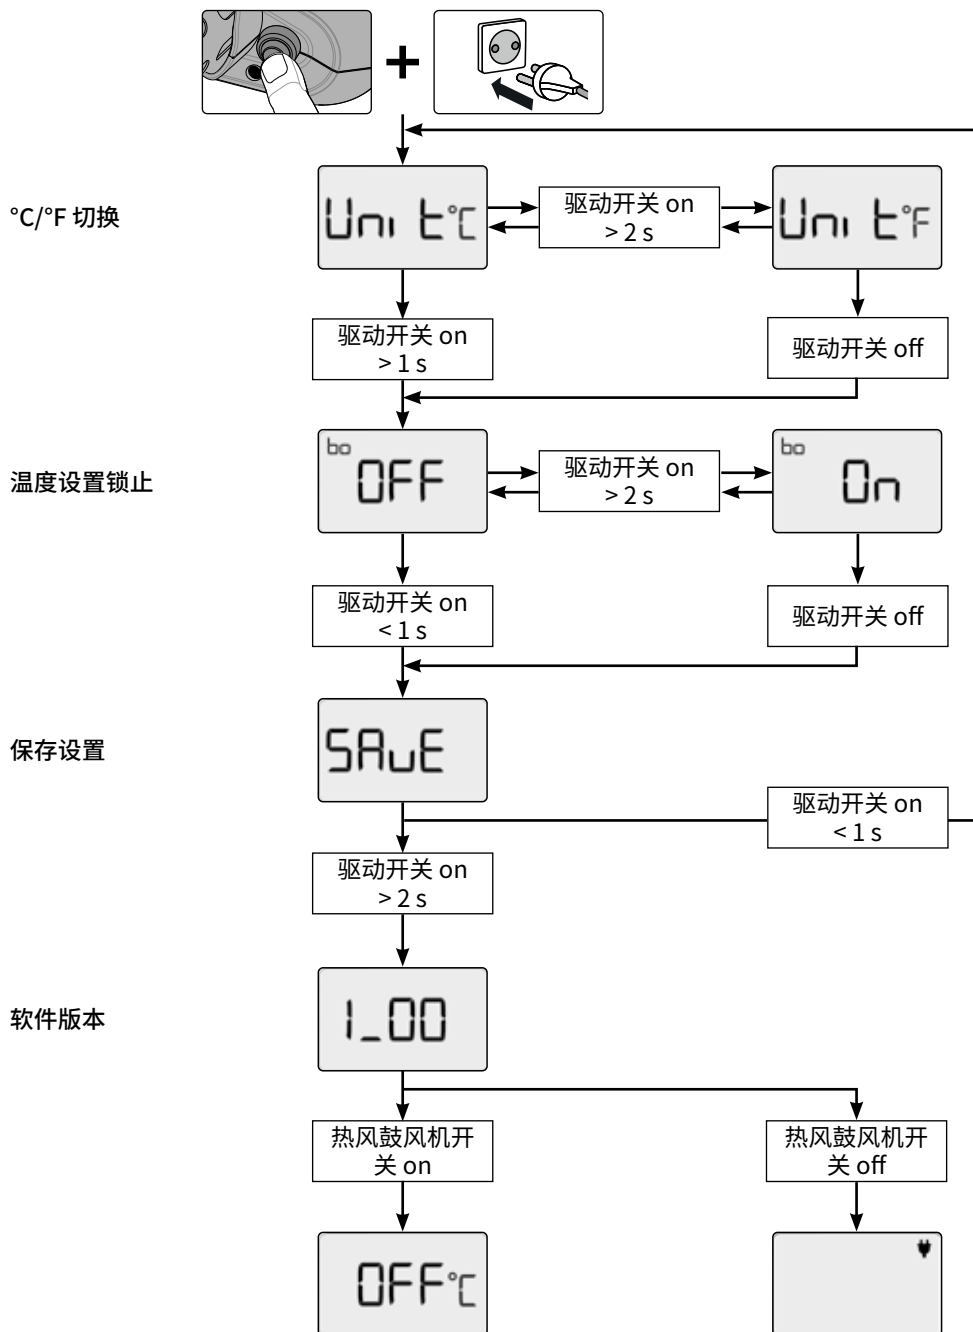 °C/°F 切换
Unit°C
驱动开关 on
> 2 s
Unit°F
驱动开关 on
> 1 s
驱动开关 off
温度设置锁止
bo
OFF
驱动开关 on
> 2 s
bo
On
驱动开关 on
< 1 s
驱动开关 off
保存设置
SAvE
驱动开关 on
< 1 s
驱动开关 on
> 2 s
软件版本
1_00
热风鼓风机开
关 on
热风鼓风机开
关 off
OFF°C